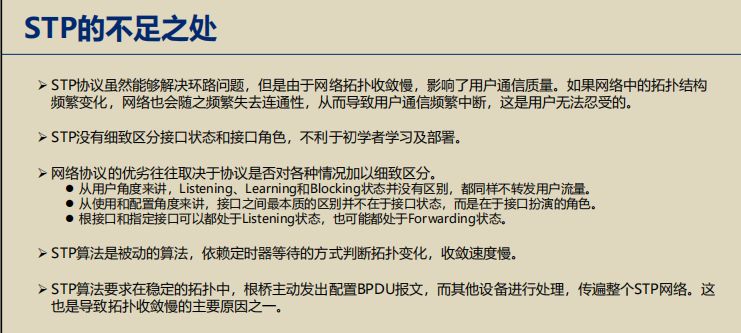 STP的不足之处
➢ STP协议虽然能够解决环路问题，但是由于网络拓扑收敛慢，影响了用户通信质量。如果网络中的拓扑结构
频繁变化，网络也会随之频繁失去连通性，从而导致用户通信频繁中断，这是用户无法忍受的。
➢ STP没有细致区分接口状态和接口角色，不利于初学者学习及部署。
➢ 网络协议的优劣往往取决于协议是否对各种情况加以细致区分。
● 从用户角度来讲，Listening、Learning和Blocking状态并没有区别，都同样不转发用户流量。
● 从使用和配置角度来讲，接口之间最本质的区别并不在于接口状态，而是在于接口扮演的角色。
● 根接口和指定接口可以都处于Listening状态，也可能都处于Forwarding状态。
➢ STP算法是被动的算法，依赖定时器等待的方式判断拓扑变化，收敛速度慢。
➢ STP算法要求在稳定的拓扑中，根桥主动发出配置BPDU报文，而其他设备进行处理，传遍整个STP网络。这
也是导致拓扑收敛慢的主要原因之一。